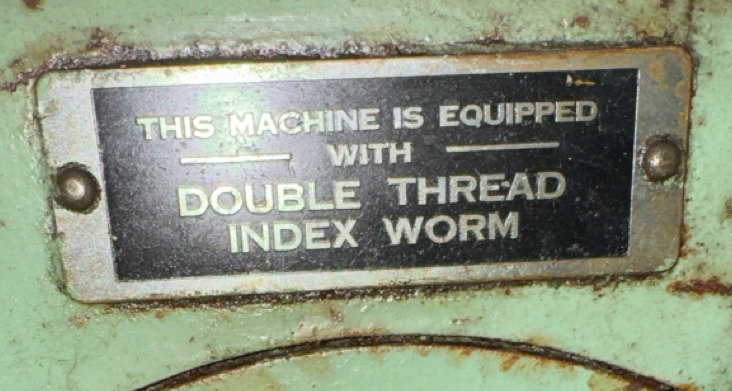 THIS MACHINE IS EQUIPPED
WITH
DOUBLE THREAD
INDEX WORM